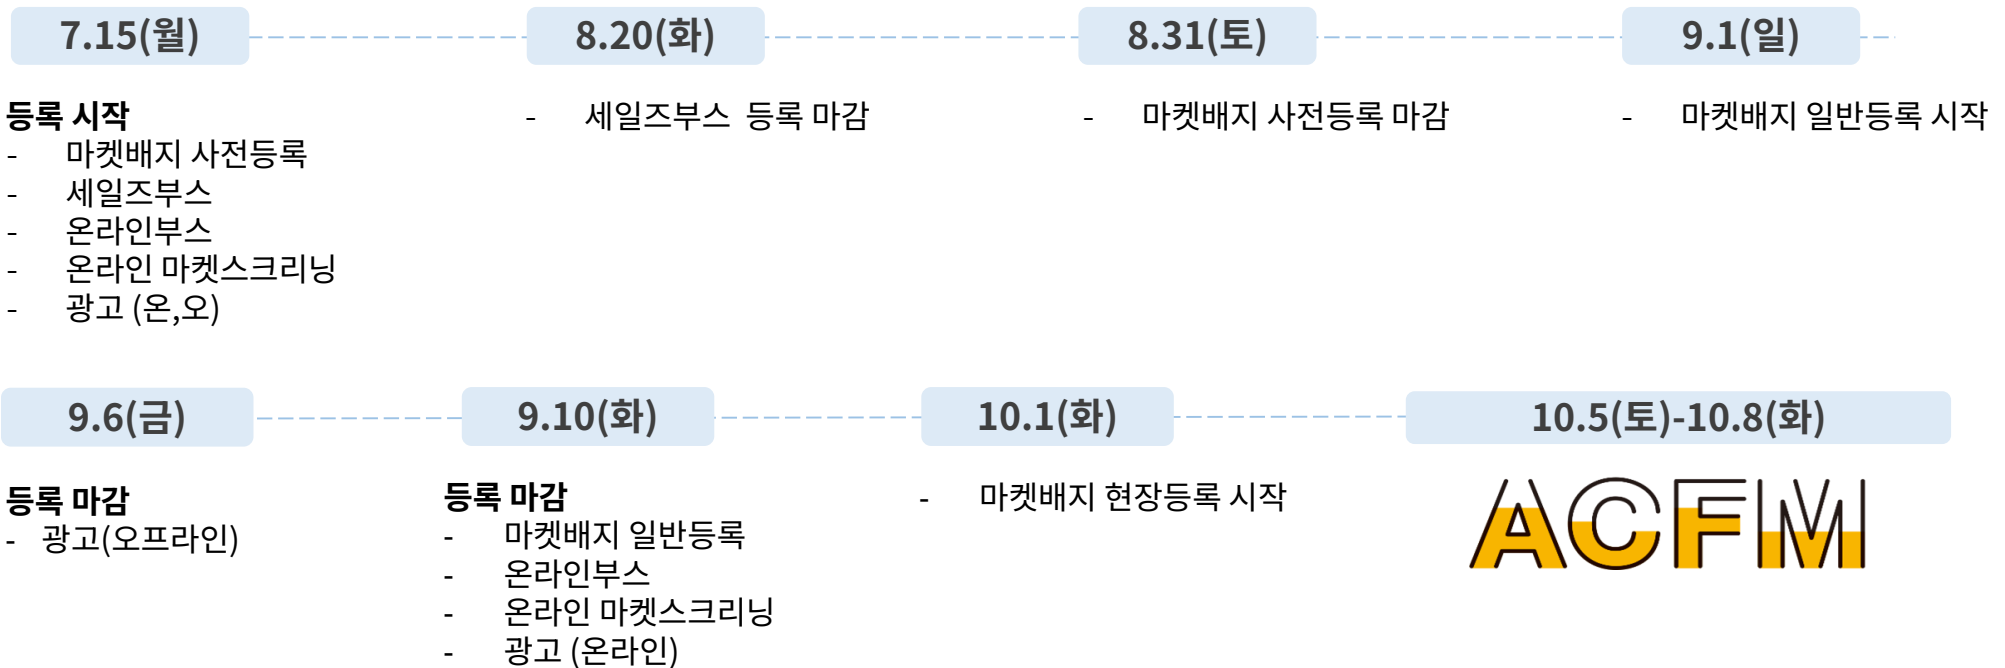 7.15(월)
8.20(화)
8.31(토)
9.1(일)
등록 시작
- 마켓배지 사전등록
- 세일즈부스
- 온라인부스
- 온라인 마켓스크리닝
- 광고 (온,오)
- 세일즈부스 등록 마감
- 마켓배지 사전등록 마감
- 마켓배지 일반등록 시작
9.6(금)
9.10(화)
10.1(화)
10.5(토)-10.8(화)
등록 마감
- 광고(오프라인)
등록 마감
- 마켓배지 일반등록
- 온라인부스
- 온라인 마켓스크리닝
- 광고 (온라인)
- 마켓배지 현장등록 시작
ACFM